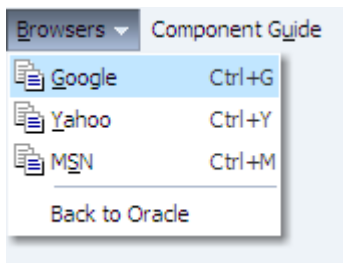 Browsers Component Guide
Google Ctrl+G
Yahoo Ctrl+Y
MSN Ctrl+M
Back to Oracle